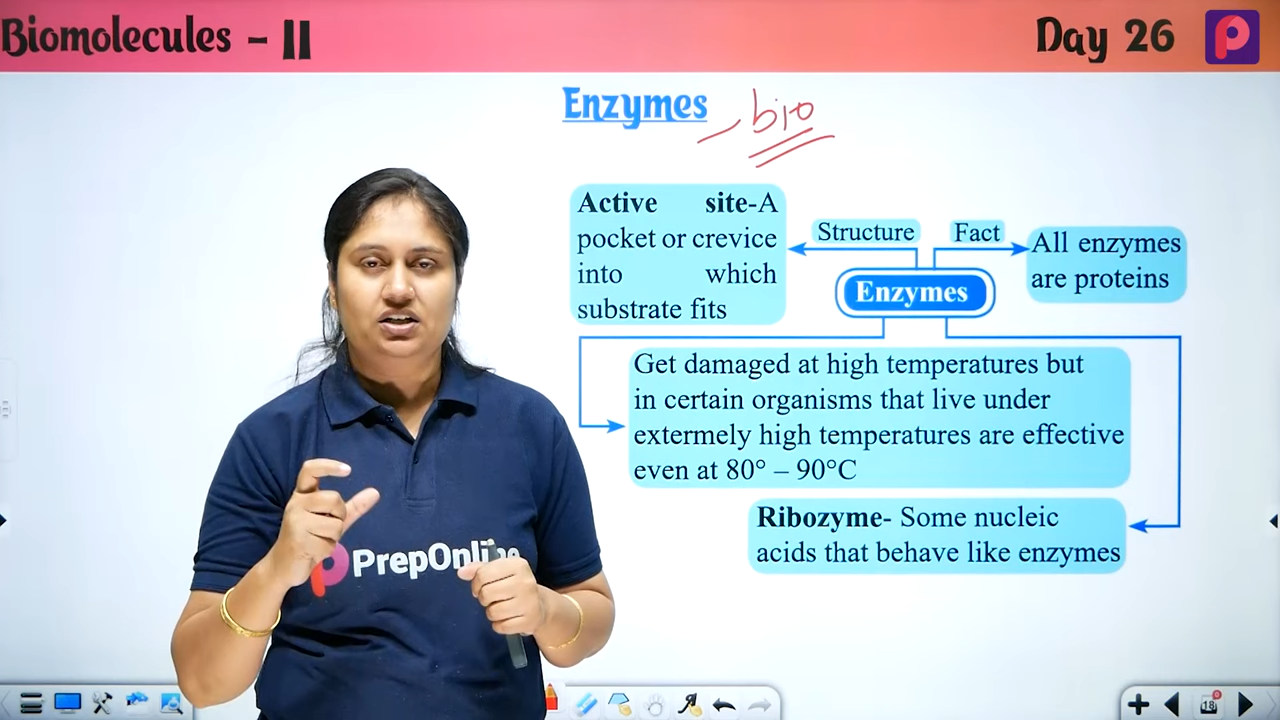 Biomolecules - II
Day 26
Enzymes - bio
Active site-A
pocket or crevice
into which
substrate fits
Structure
Fact
All enzymes
are proteins
Enzymes
Get damaged at high temperatures but
in certain organisms that live under
extermely high temperatures are effective
even at 80° – 90°C
Ribozyme- Some nucleic
acids that behave like enzymes
PrepOnline
18